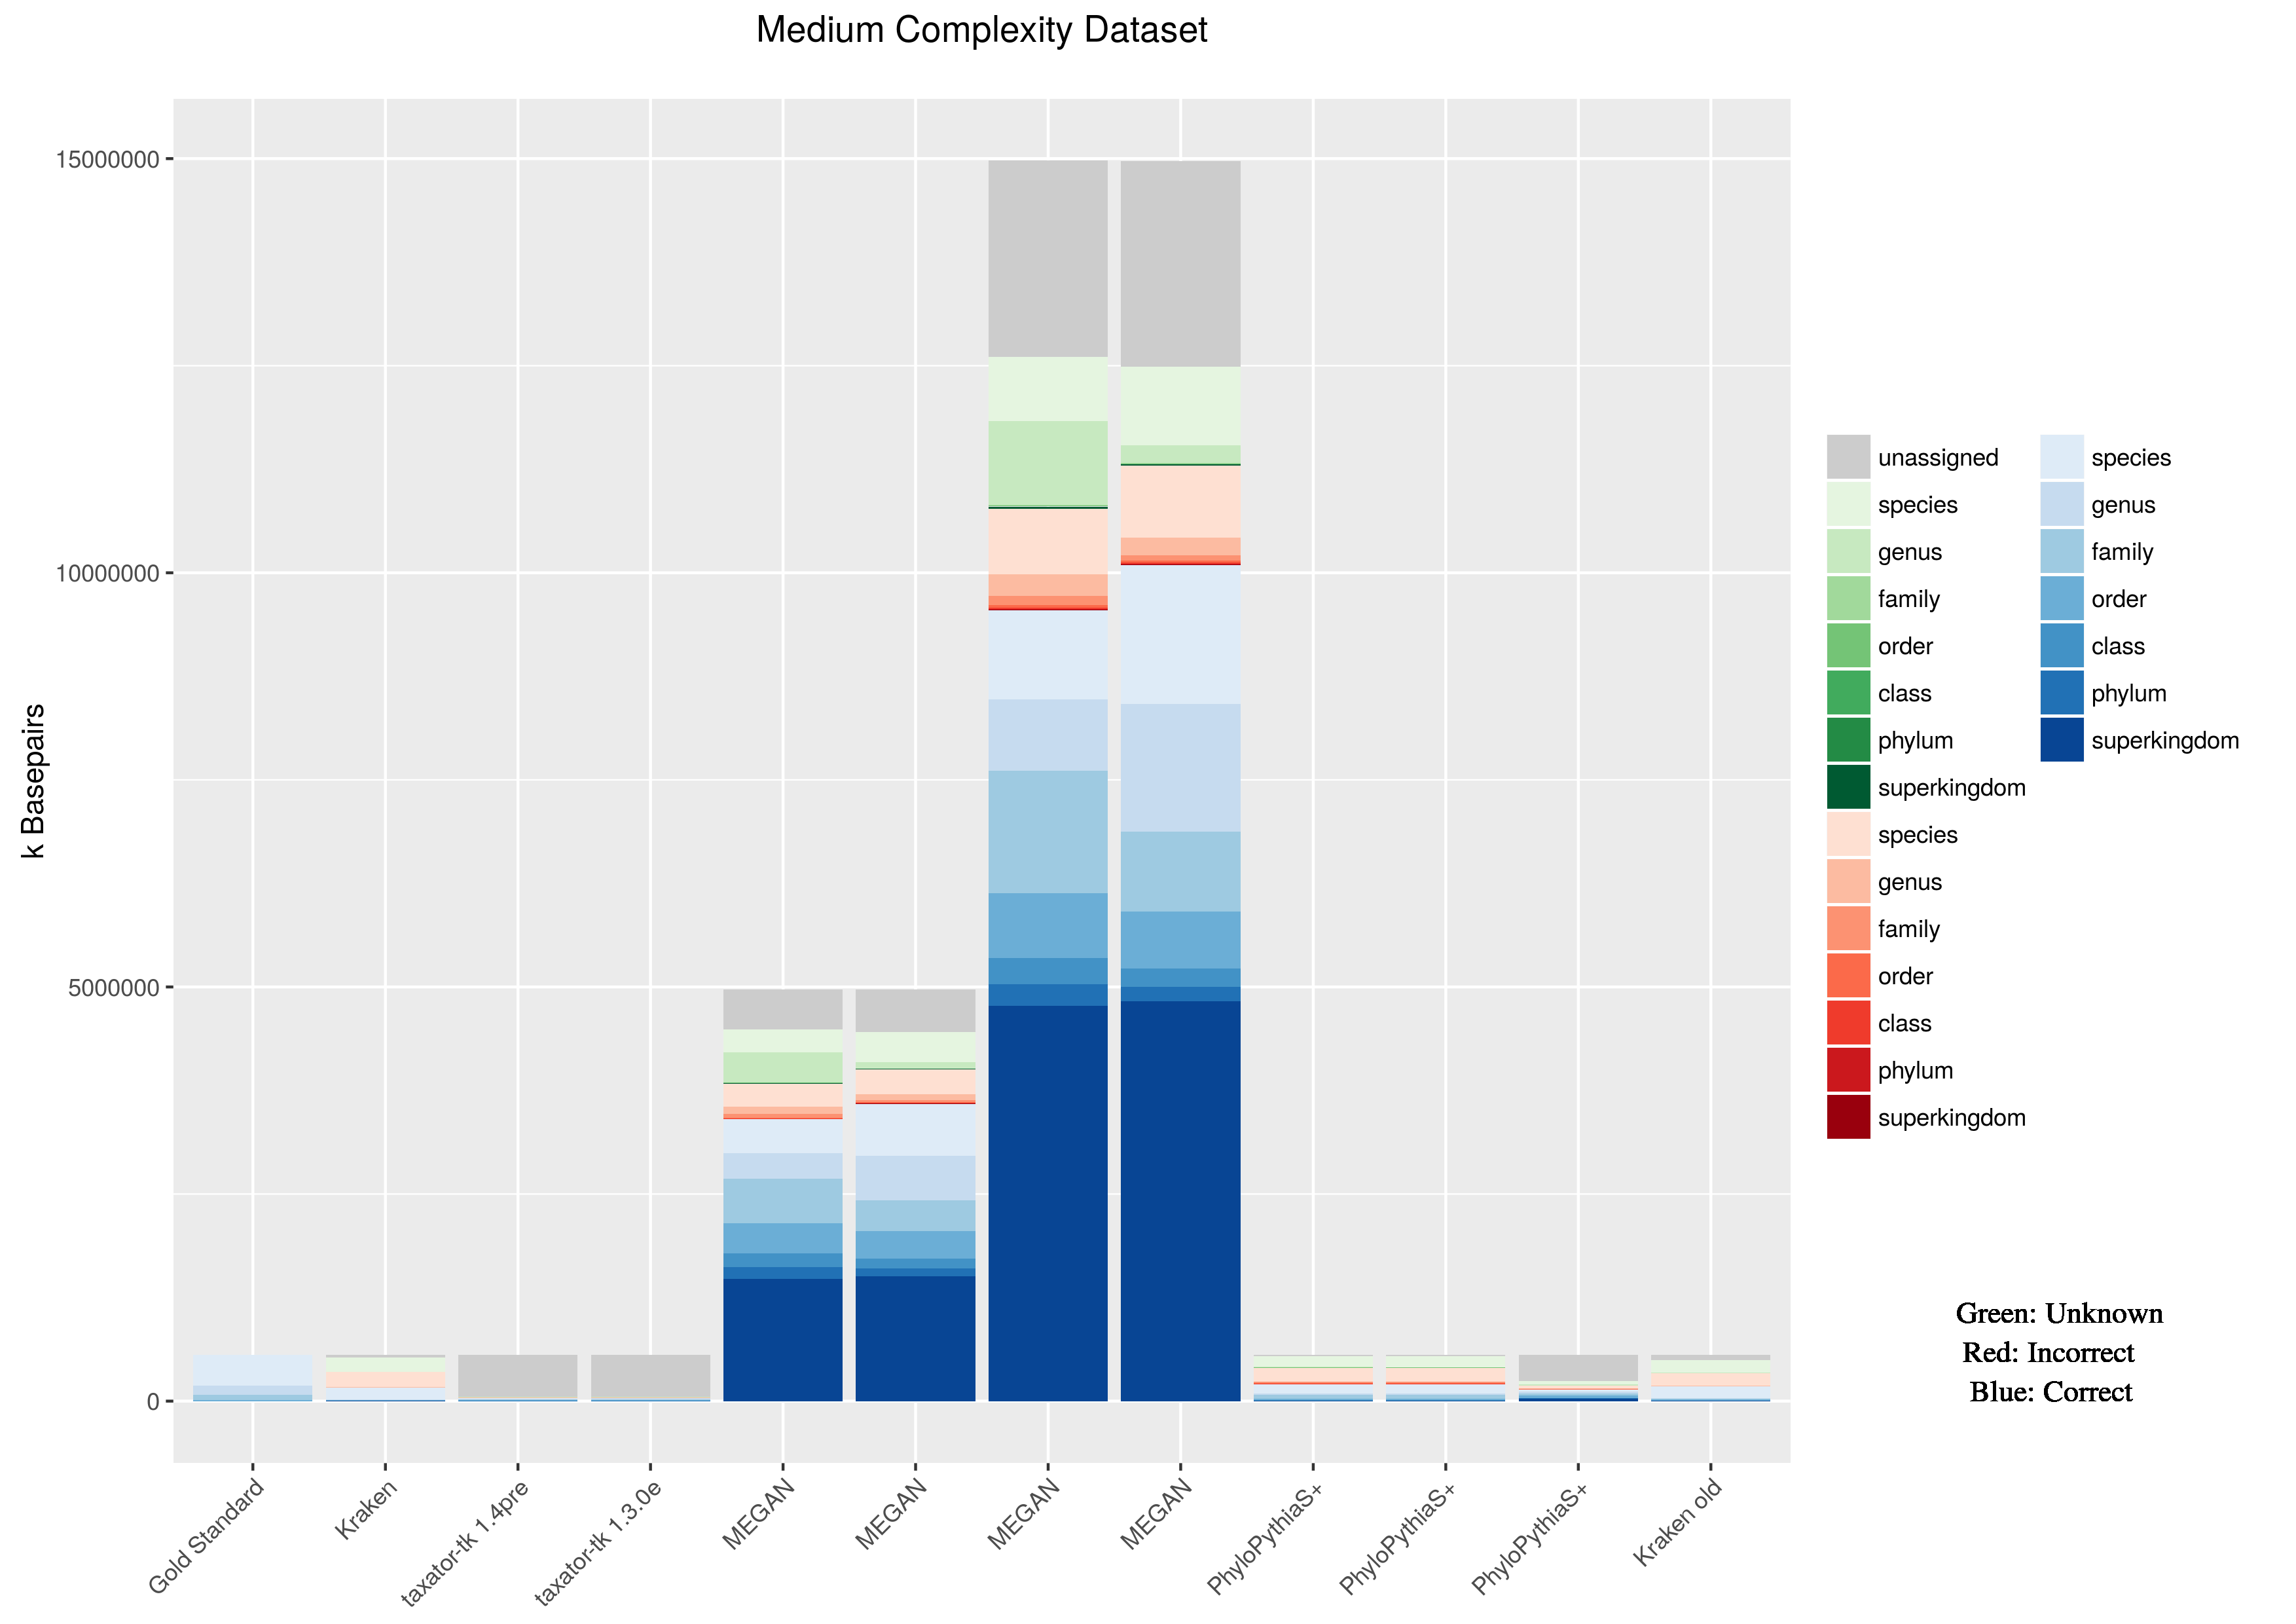 Medium Complexity Dataset
k Basepairs
15000000
10000000
5000000
0
Gold Standard
Kraken
taxator-tk 1.4pre
taxator-tk 1.3.0e
MEGAN
MEGAN
MEGAN
MEGAN
PhyloPythiaS+
PhyloPythiaS+
PhyloPythiaS+
Kraken old
unassigned
species
genus
family
order
class
phylum
superkingdom
species
genus
family
order
class
phylum
superkingdom
species
genus
family
order
class
phylum
superkingdom
Green: Unknown
Red: Incorrect
Blue: Correct